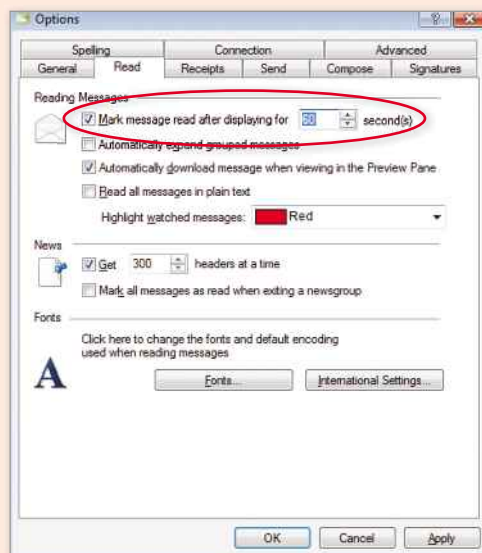 Options
Spelling Connection Advanced
General Read Receipts Send Compose Signatures
Reading Messages
Mark message read after displaying for 60 second(s)
Automatically expand grouped messages
Automatically download message when viewing in the Preview Pane
Read all messages in plain text
Highlight watched messages: Red
News
Get 300 headers at a time
Mark all messages as read when exiting a newsgroup
Fonts
Click here to change the fonts and default encoding
used when reading messages
A
Fonts... International Settings...
OK Cancel Apply